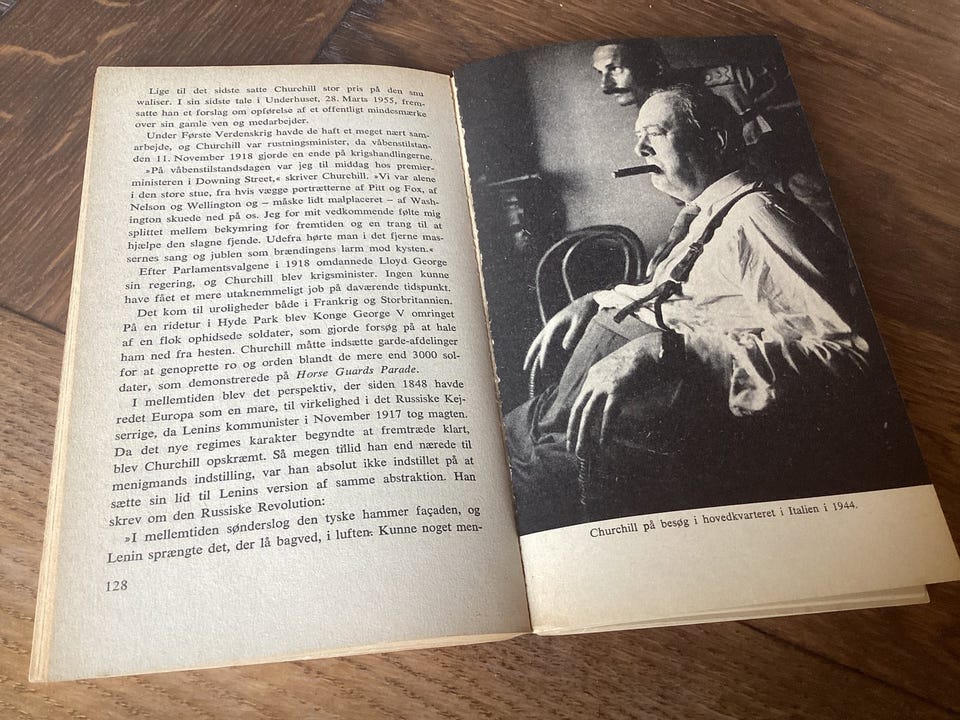 Lige til det sidste satte Churchill stor pris på den snu
waliser. I sin sidste tale i Underhuset, 28. Marts 1955, frem-
satte han et forslag om opførelse af et offentligt mindesmærke
over sin gamle ven og medarbejder.
Under Første Verdenskrig havde de haft et meget nært sam-
arbejde, og Churchill var rustningsminister, da våbenstilstan-
den 11. November 1918 gjorde en ende på krigshandlingerne.
»På våbenstilstandsdagen var jeg til middag hos premier-
ministeren i Downing Street,« skriver Churchill. »Vi var alene
i den store stue, fra hvis vægge portrætterne af Pitt og Fox, af
Nelson og Wellington og – måske lidt malplaceret – af Wash-
ington skuede ned på os. Jeg for mit vedkommende følte mig
splittet mellem bekymring for fremtiden og en trang til at
hjælpe den slagne fjende. Udefra hørte man i det fjerne mas-
sernes sang og jublen som brændingens larm mod kysten.«
Efter Parlamentsvalgene i 1918 omdannede Lloyd George
sin regering, og Churchill blev krigsminister. Ingen kunne
have fået et mere utaknemmeligt job på daværende tidspunkt.
Det kom til uroligheder både i Frankrig og Storbritannien.
På en ridetur i Hyde Park blev Konge George V omringet
af en flok ophidsede soldater, som gjorde forsøg på at hale
ham ned fra hesten. Churchill måtte indsætte garde-afdelinger
for at genoprette ro og orden blandt de mere end 3000 sol-
dater, som demonstrerede på Horse Guards Parade.
I mellemtiden blev det perspektiv, der siden 1848 havde
redet Europa som en mare, til virkelighed i det Russiske Kej-
serrige, da Lenins kommunister i November 1917 tog magten.
Da det nye regimes karakter begyndte at fremtræde klart,
blev Churchill opskræmt. Så megen tillid han end nærede til
menigmands indstilling, var han absolut ikke indstillet på at
sætte sin lid til Lenins version af samme abstraktion. Han
skrev om den Russiske Revolution:
»I mellemtiden sønderslog den tyske hammer façaden, og
Lenin sprængte det, der lå bagved, i luften. Kunne noget men-
128
Churchill på besøg i hovedkvarteret i Italien i 1944.